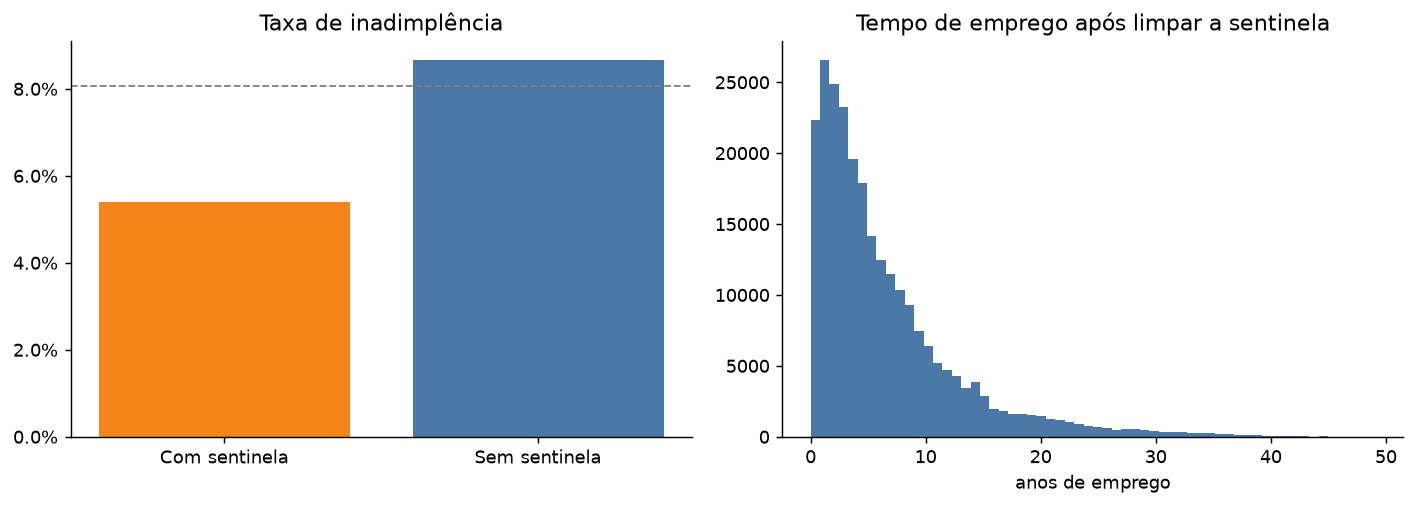 Taxa de inadimplência
8.0%
6.0%
4.0%
2.0%
0.0%
Com sentinela
Sem sentinela
Tempo de emprego após limpar a sentinela
25000
20000
15000
10000
5000
0
0 10 20 30 40 50
anos de emprego